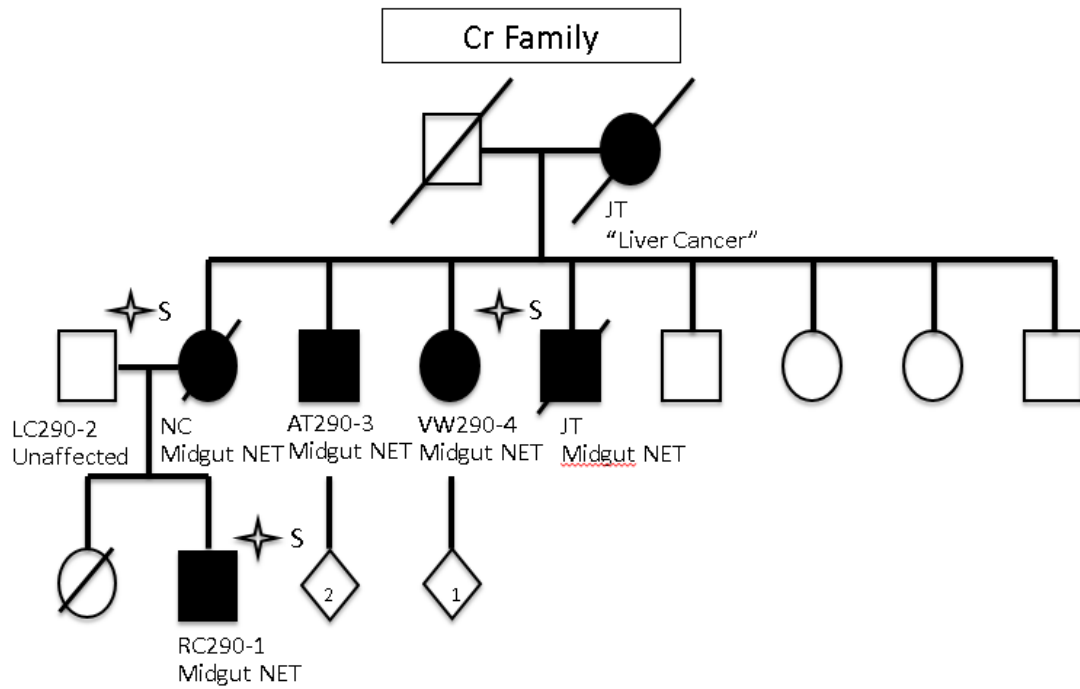 Cr Family
JT
“Liver Cancer”
S
S
LC290-2
Unaffected
NC
Midgut NET
AT290-3
Midgut NET
VW290-4
Midgut NET
JT
Midgut NET
S
2
1
RC290-1
Midgut NET